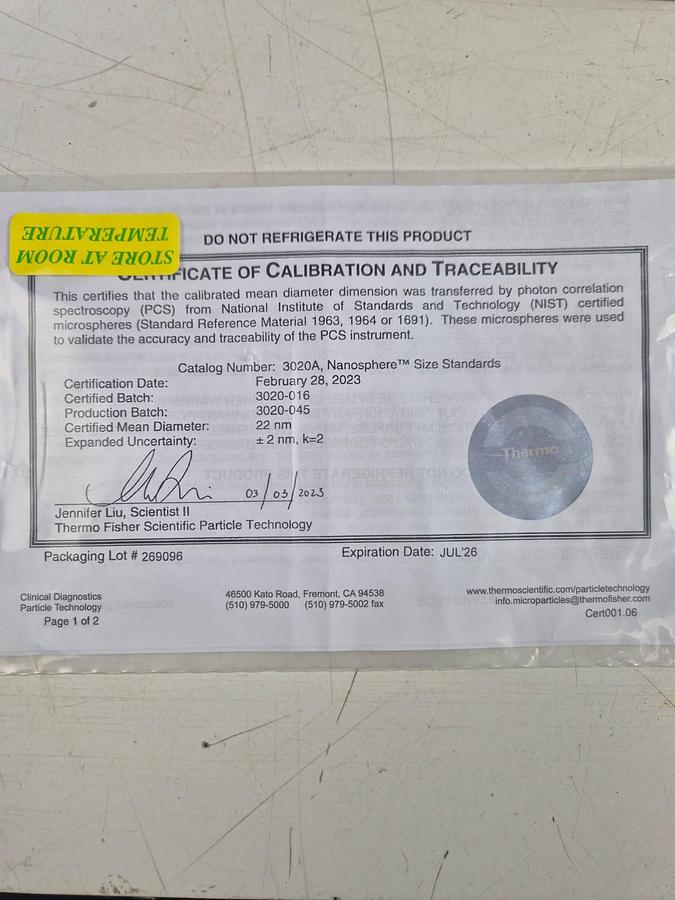 STORE AT ROOM
TEMPERATURE
DO NOT REFRIGERATE THIS PRODUCT
CERTIFICATE OF CALIBRATION AND TRACEABILITY
This certifies that the calibrated mean diameter dimension was transferred by photon correlation
spectroscopy (PCS) from National Institute of Standards and Technology (NIST) certified
microspheres (Standard Reference Material 1963, 1964 or 1691). These microspheres were used
to validate the accuracy and traceability of the PCS instrument.
Catalog Number: 3020A, Nanosphere™ Size Standards
Certification Date: February 28, 2023
Certified Batch: 3020-016
Production Batch: 3020-045
Certified Mean Diameter: 22 nm
Expanded Uncertainty: ± 2 nm, k=2
Thermo
03/03/2023
Jennifer Liu, Scientist II
Thermo Fisher Scientific Particle Technology
Packaging Lot # 269096 Expiration Date: JUL'26
Clinical Diagnostics
Particle Technology
Page 1 of 2
46500 Kato Road, Fremont, CA 94538
(510) 979-5000 (510) 979-5002 fax
www.thermoscientific.com/particletechnology
info.microparticles@thermofisher.com
Cert001.06